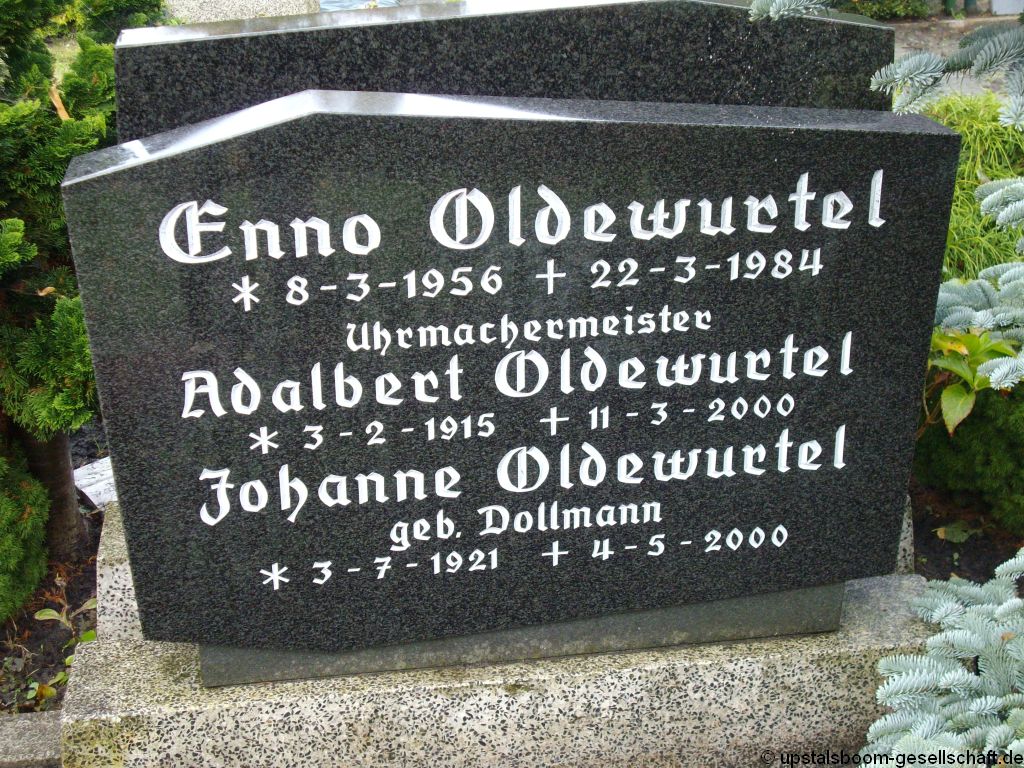 Enno Oldewurtel
* 8-3-1956 + 22-3-1984
Uhrmachermeister
Adalbert Oldewurtel
* 3-2-1915 + 11-3-2000
Johanne Oldewurtel
geb. Dollmann
* 3-7-1921 + 4-5-2000
© upstalsboom-gesellschaft.de